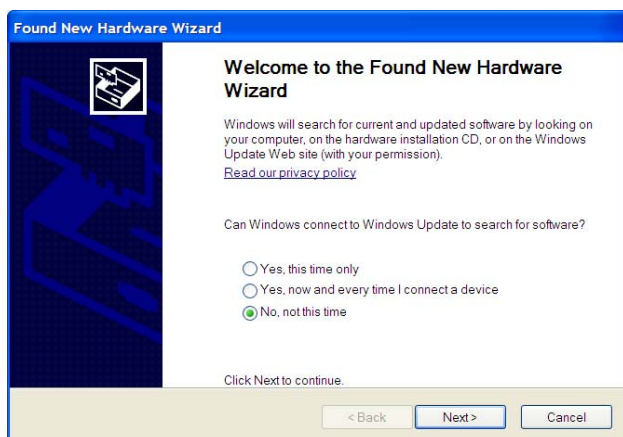 Found New Hardware Wizard
Welcome to the Found New Hardware
Wizard
Windows will search for current and updated software by looking on
your computer, on the hardware installation CD, or on the Windows
Update Web site (with your permission).
Read our privacy policy
Can Windows connect to Windows Update to search for software?
Yes, this time only
Yes, now and every time I connect a device
No, not this time
Click Next to continue.
< Back
Next >
Cancel